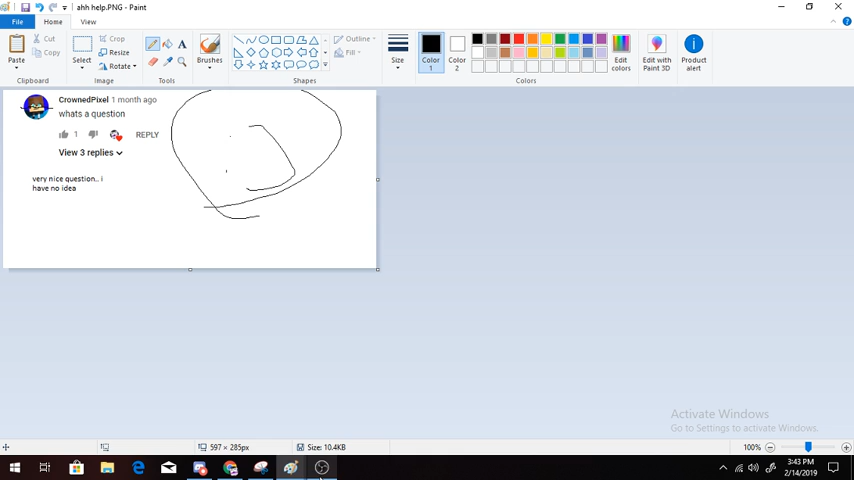 ahh help.PNG - Paint
File Home View
Paste
Cut
Copy
Clipboard
Select
Crop
Resize
Rotate
Image
A
Tools
Brushes
Shapes
Outline
Fill
Size
Color 1
Color 2
Colors
Edit colors
Edit with Paint 3D
Product alert
CrownedPixel 1 month ago
whats a question
1 REPLY
View 3 replies
very nice question.. i
have no idea
Activate Windows
Go to Settings to activate Windows.
597 × 285px
Size: 10.4KB
100%
3:43 PM
2/14/2019